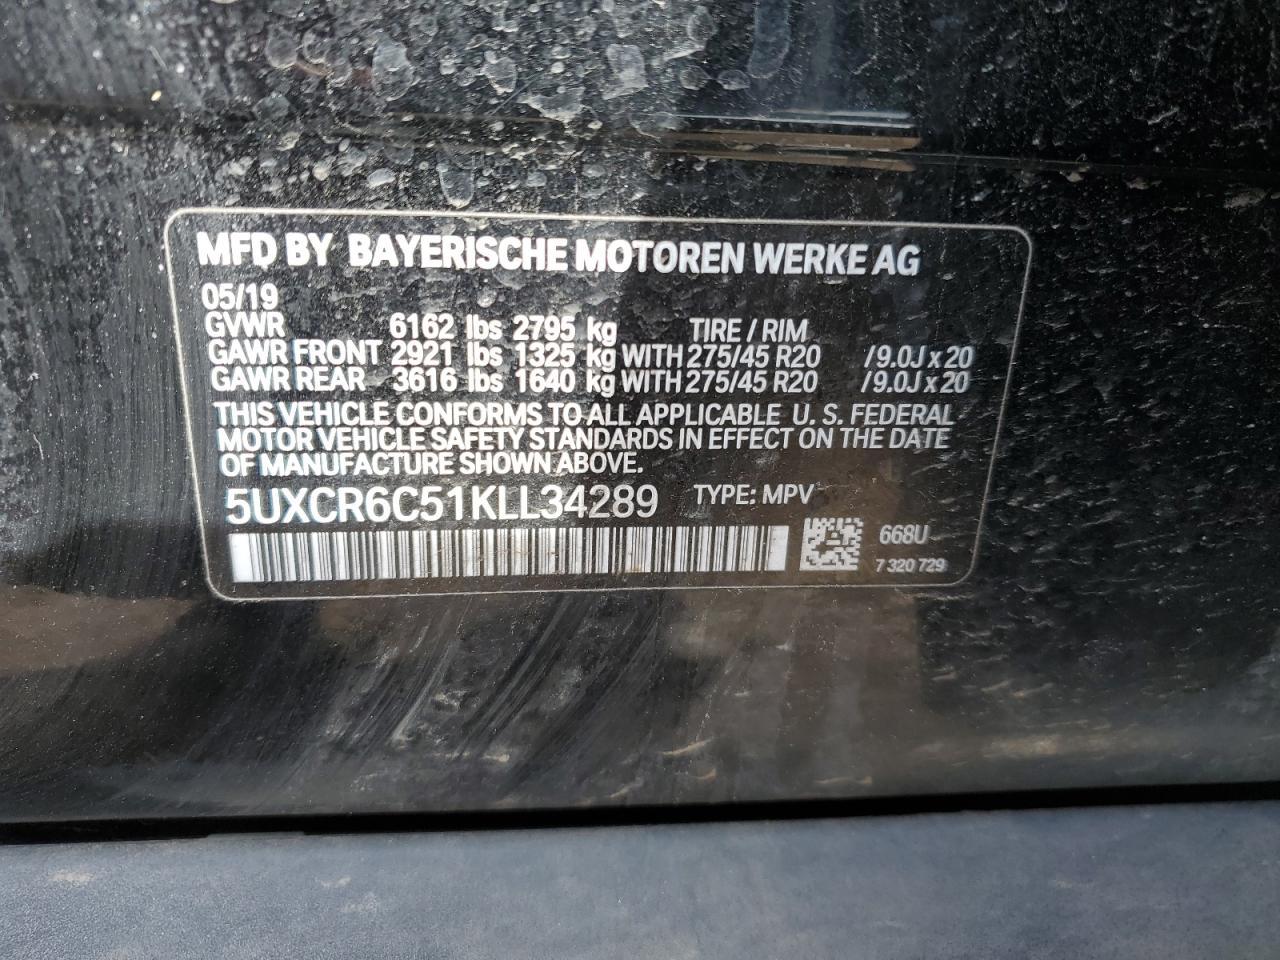 MFD BY BAYERISCHE MOTOREN WERKE AG
05/19
GVWR 6162 lbs 2795 kg TIRE / RIM
GAWR FRONT 2921 lbs 1325 kg WITH 275/45 R20 /9.0J x 20
GAWR REAR 3616 lbs 1640 kg WITH 275/45 R20 /9.0J x 20
THIS VEHICLE CONFORMS TO ALL APPLICABLE U. S. FEDERAL
MOTOR VEHICLE SAFETY STANDARDS IN EFFECT ON THE DATE
OF MANUFACTURE SHOWN ABOVE.
5UXCR6C51KLL34289 TYPE: MPV
668U
7 320 729